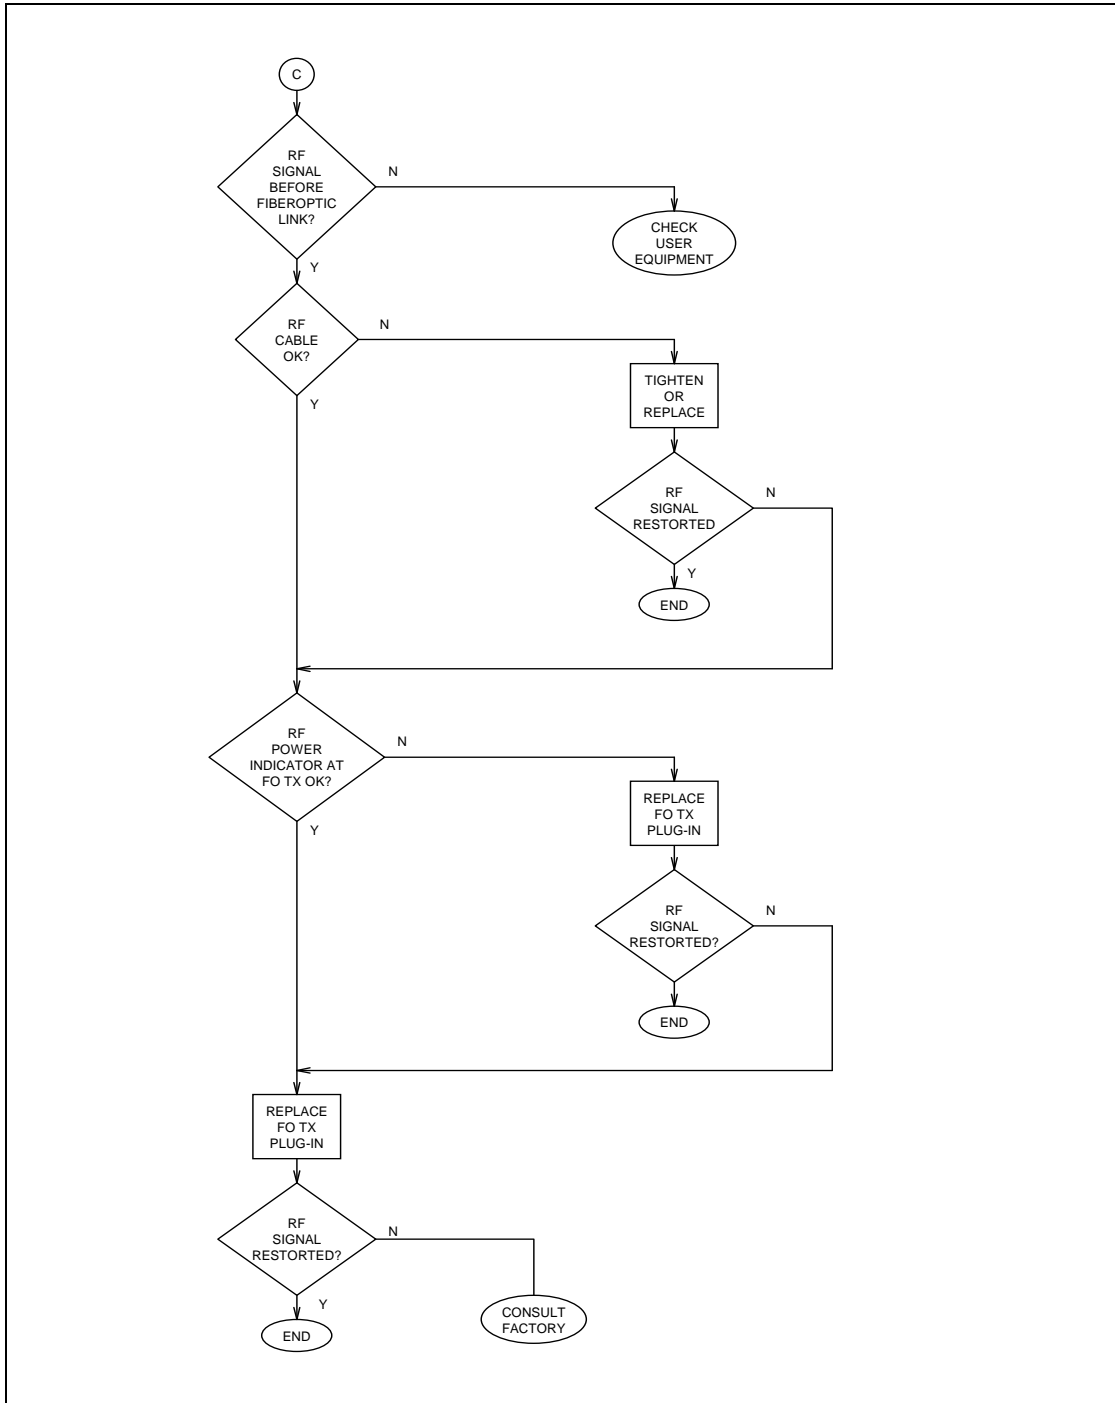 C
RF
SIGNAL
BEFORE
FIBEROPTIC
LINK?
N
CHECK
USER
EQUIPMENT
Y
RF
CABLE
OK?
N
TIGHTEN
OR
REPLACE
Y
RF
SIGNAL
RESTORTED
N
Y
END
RF
POWER
INDICATOR AT
FO TX OK?
N
REPLACE
FO TX
PLUG-IN
Y
RF
SIGNAL
RESTORTED?
N
END
REPLACE
FO TX
PLUG-IN
RF
SIGNAL
RESTORTED?
N
Y
END
CONSULT
FACTORY